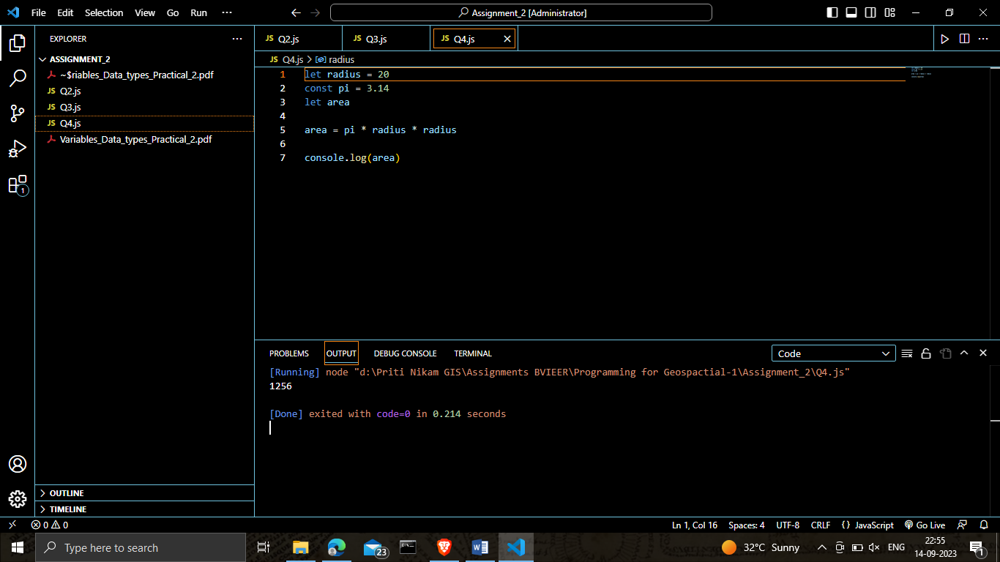 File Edit Selection View Go Run ···
Assignment_2 [Administrator]
EXPLORER ···
ASSIGNMENT_2
~$riables_Data_types_Practical_2.pdf
JS Q2.js
JS Q3.js
JS Q4.js
Variables_Data_types_Practical_2.pdf
1
OUTLINE
TIMELINE
JS Q2.js JS Q3.js JS Q4.js
JS Q4.js > radius
1 let radius = 20
2 const pi = 3.14
3 let area
4
5 area = pi * radius * radius
6
7 console.log(area)
PROBLEMS OUTPUT DEBUG CONSOLE TERMINAL Code
[Running] node "d:\Priti Nikam GIS\Assignments BVIEER\Programming for Geospactial-1\Assignment_2\Q4.js"
1256
[Done] exited with code=0 in 0.214 seconds
0 0 Ln 1, Col 16 Spaces: 4 UTF-8 CRLF {} JavaScript Go Live
Type here to search 23 32°C Sunny ENG 22:55
14-09-2023 1